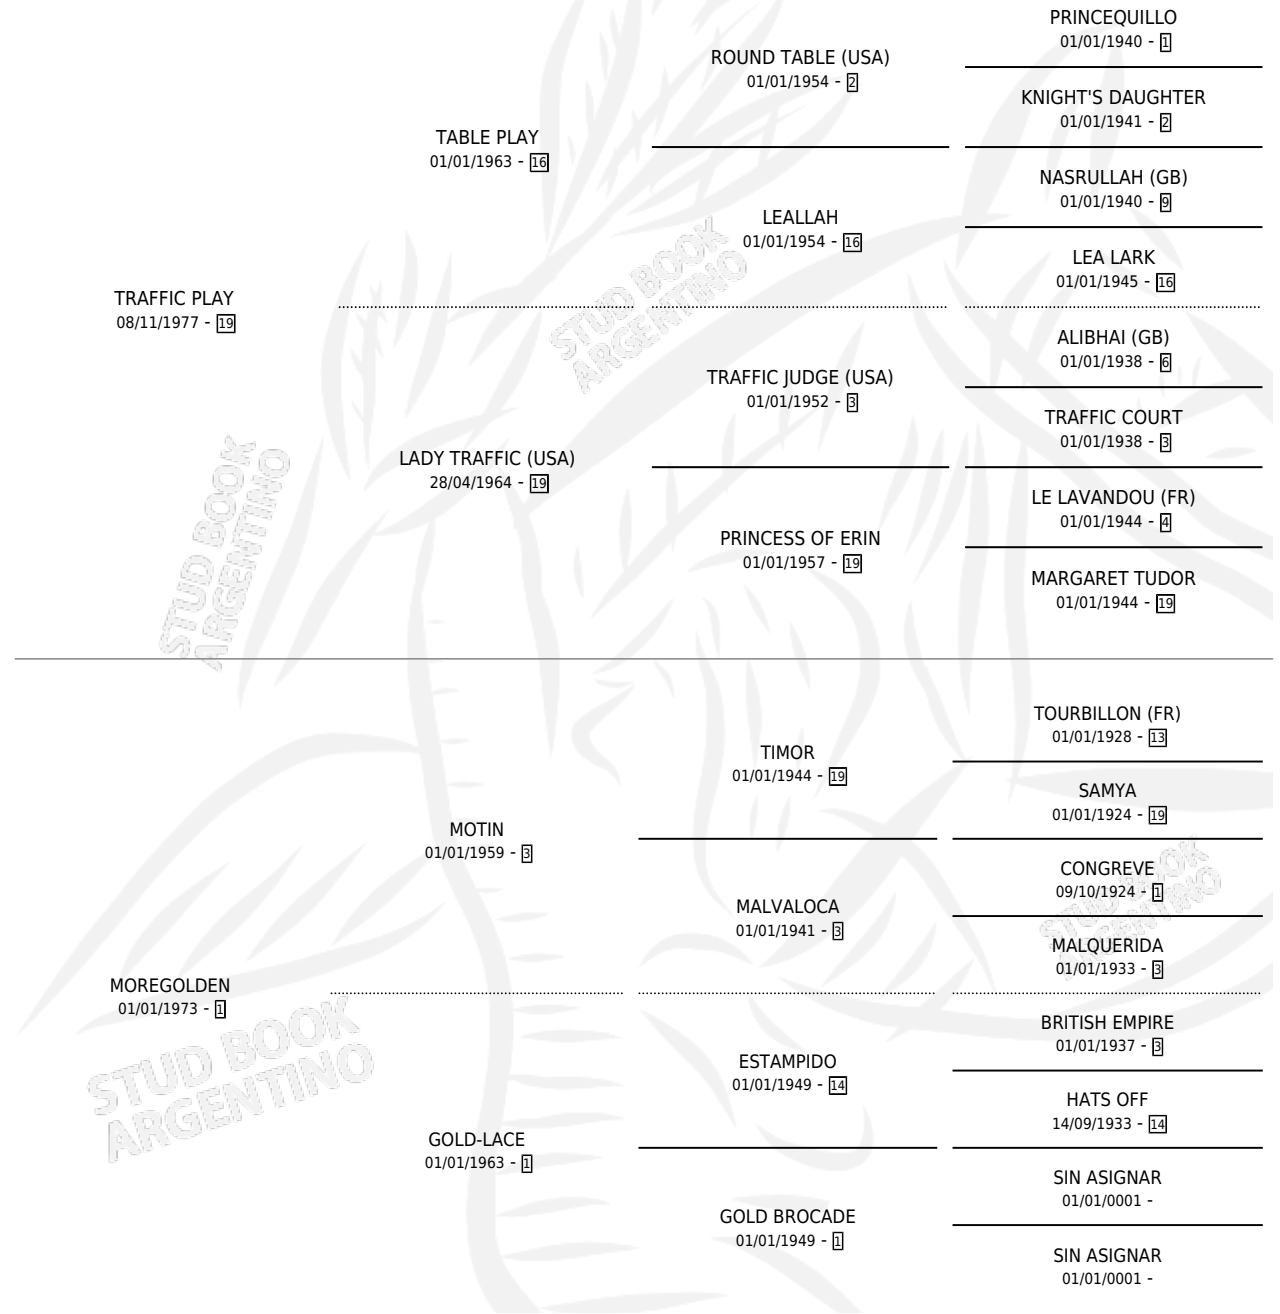 PRINCEQUILLO
01/01/1940 - 1
ROUND TABLE (USA)
01/01/1954 - 2
KNIGHT'S DAUGHTER
01/01/1941 - 2
TABLE PLAY
01/01/1963 - 16
NASRULLAH (GB)
01/01/1940 - 9
LEALLAH
01/01/1954 - 16
LEA LARK
01/01/1945 - 16
TRAFFIC PLAY
08/11/1977 - 19
ALIBHAI (GB)
01/01/1938 - 6
TRAFFIC JUDGE (USA)
01/01/1952 - 3
TRAFFIC COURT
01/01/1938 - 3
LADY TRAFFIC (USA)
28/04/1964 - 19
LE LAVANDOU (FR)
01/01/1944 - 4
PRINCESS OF ERIN
01/01/1957 - 19
MARGARET TUDOR
01/01/1944 - 19
STUD BOOK
ARGENTINO
STUD BOOK
ARGENTINO
TOURBILLON (FR)
01/01/1928 - 13
TIMOR
01/01/1944 - 19
SAMYA
01/01/1924 - 19
MOTIN
01/01/1959 - 3
CONGREVE
09/10/1924 - 1
MALVALOCA
01/01/1941 - 3
MALQUERIDA
01/01/1933 - 3
STUD BOOK
ARGENTINO
MOREGOLDEN
01/01/1973 - 1
BRITISH EMPIRE
01/01/1937 - 3
ESTAMPIDO
01/01/1949 - 14
HATS OFF
14/09/1933 - 14
STUD BOOK
ARGENTINO
GOLD-LACE
01/01/1963 - 1
SIN ASIGNAR
01/01/0001 -
GOLD BROCADE
01/01/1949 - 1
SIN ASIGNAR
01/01/0001 -